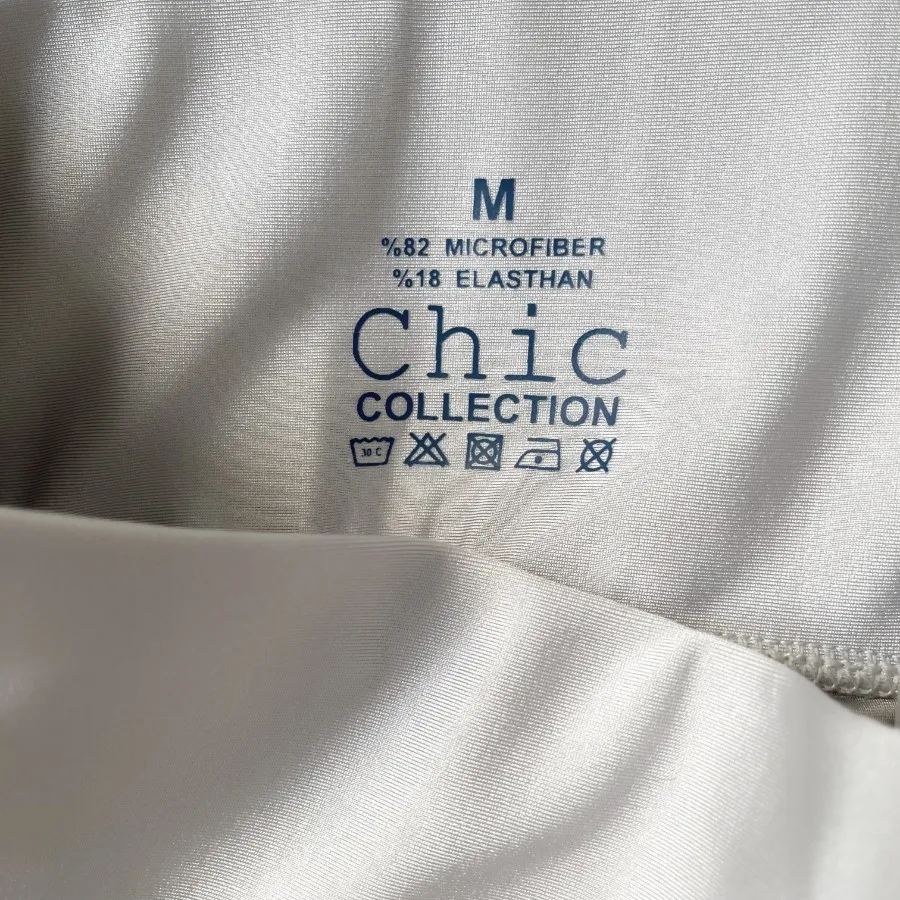 M
%82 MICROFIBER
%18 ELASTHAN
Chic
COLLECTION
30 C